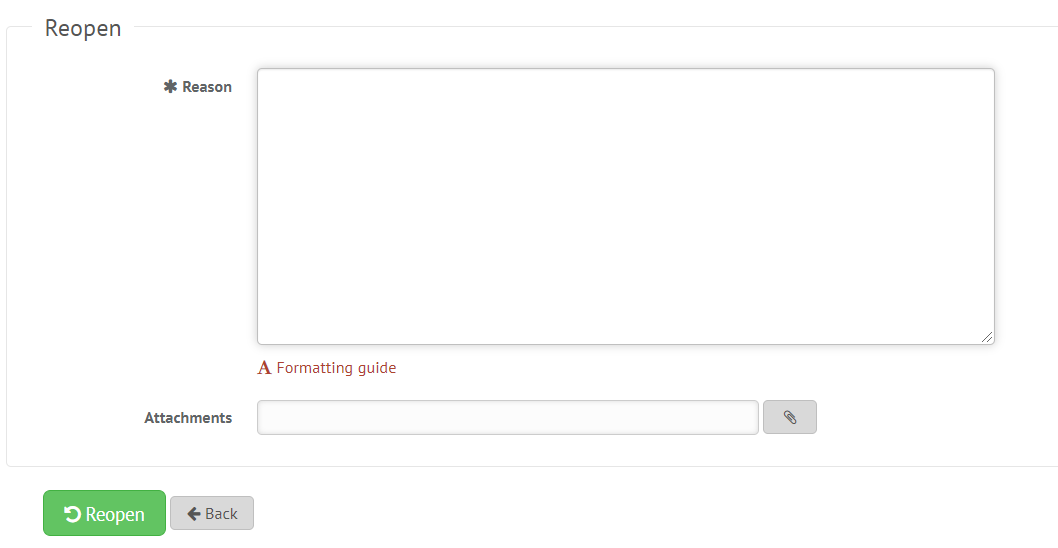 Reopen
✱ Reason
A Formatting guide
Attachments
Reopen
Back